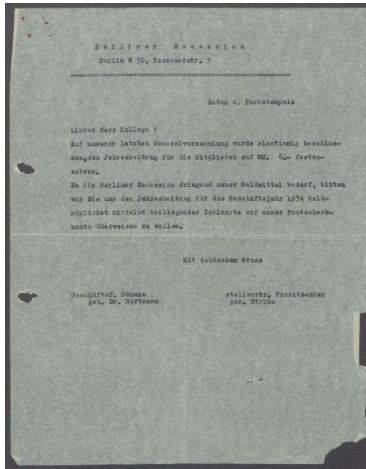 Berliner Secession
Berlin W 50, Passauerstr. 3
Datum d. Poststempels
Lieber Herr Kollege !
Auf unserer letzten Generalversammlung wurde einstimmig beschlos-
sen,den Jahresbeitrag für die Mitglieder auf RM. 6,- festzu-
setzen.
Da die Berliner Secession dringend neuer Geldmittel bedarf, bitten
wir Sie uns den Jahresbeitrag für das Geschäftsjahr 1934 bald-
möglichst mittelst beiliegender Zahlkarte auf unser Postscheck-
konto überweisen zu wollen.
Mit deutschem Gruss
Geschäftsf. Obmann stellvertr. Vorsitzender
gez. Dr. Hartmann gez. Strübe